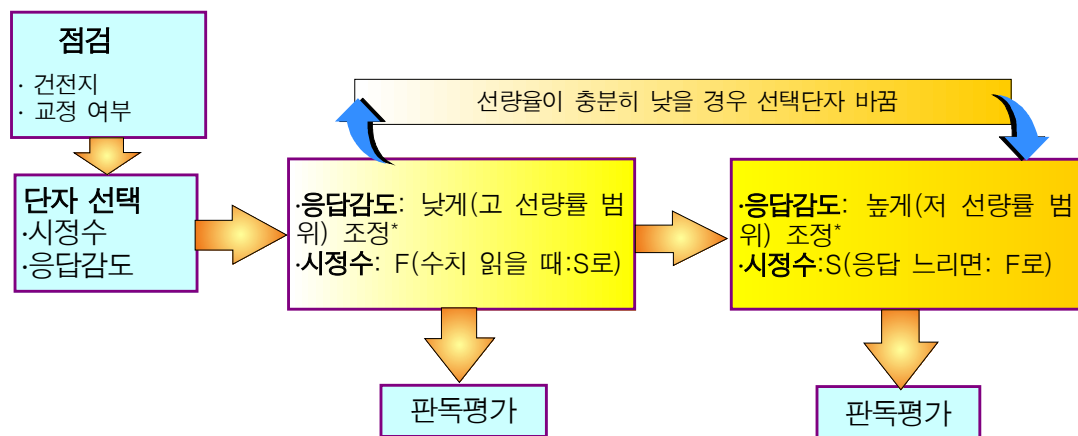 점검
· 건전지
· 교정 여부
선량율이 충분히 낮을 경우 선택단자 바꿈
단자 선택
·시정수
·응답감도
·응답감도: 낮게(고 선량률 범
위) 조정*
·시정수: F(수치 읽을 때:S로)
·응답감도: 높게(저 선량률 범
위) 조정*
·시정수:S(응답 느리면: F로)
판독평가
판독평가